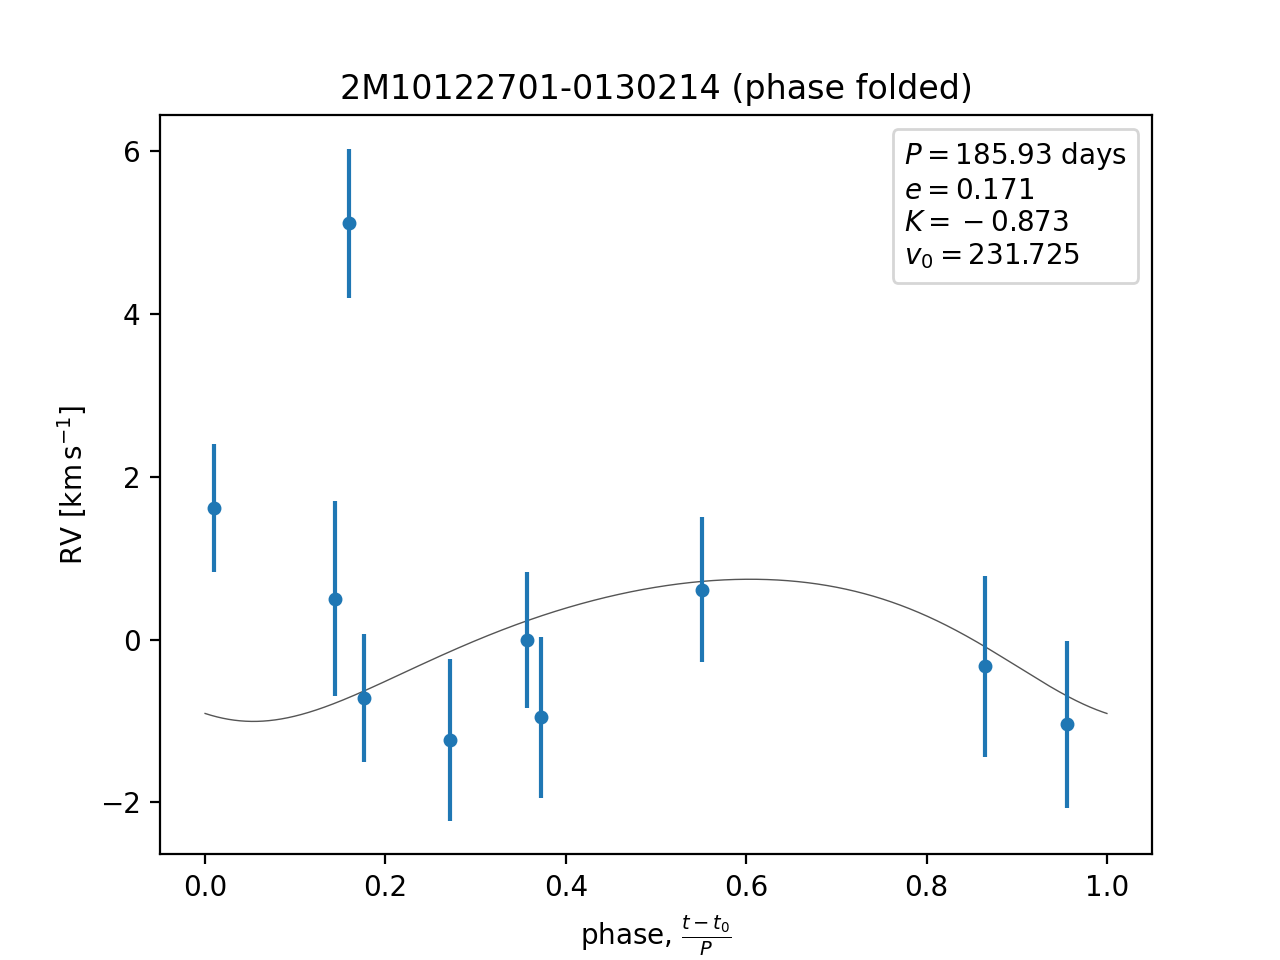 2M10122701-0130214 (phase folded)
P = 185.93 days
e = 0.171
K = −0.873
v₀ = 231.725
6
4
2
0
−2
RV [km s⁻¹]
0.0 0.2 0.4 0.6 0.8 1.0
phase, (t − t₀)/P